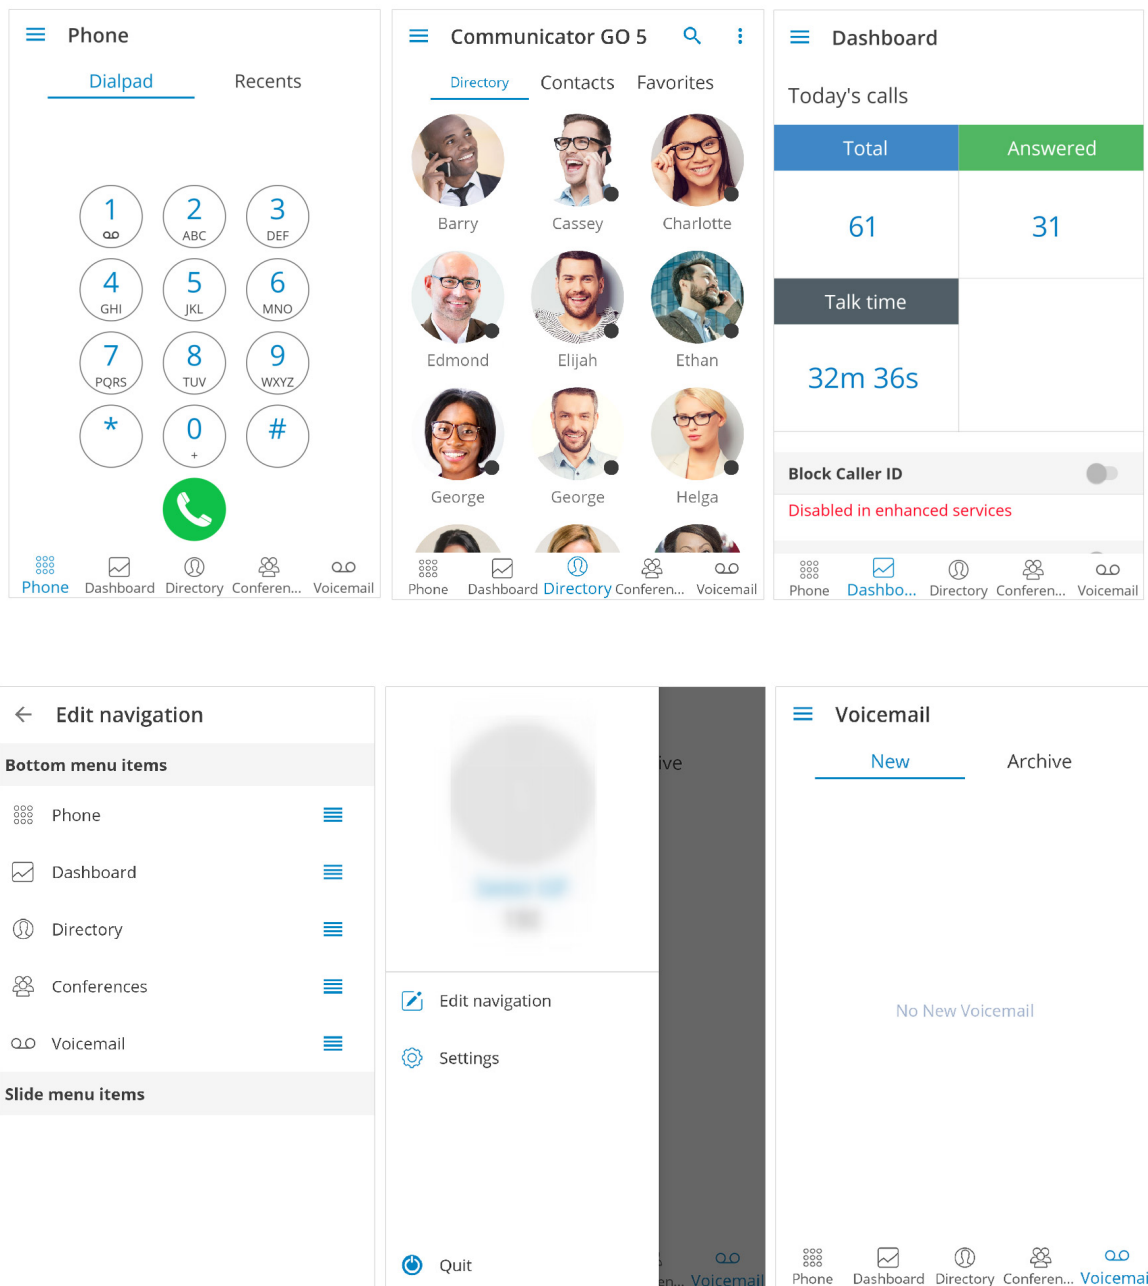 Phone
Dialpad Recents
1
2 ABC
3 DEF
4 GHI
5 JKL
6 MNO
7 PQRS
8 TUV
9 WXYZ
*
0 +
#
Phone Dashboard Directory Conferen... Voicemail
Communicator GO 5
Directory Contacts Favorites
Barry Cassey Charlotte
Edmond Elijah Ethan
George George Helga
Phone Dashboard Directory Conferen... Voicemail
Dashboard
Today's calls
Total Answered
61 31
Talk time
32m 36s
Block Caller ID
Disabled in enhanced services
Phone Dashbo... Directory Conferen... Voicemail
Edit navigation
Bottom menu items
Phone
Dashboard
Directory
Conferences
Voicemail
Slide menu items
ive
Edit navigation
Settings
Quit
en... Voicemail
Voicemail
New Archive
No New Voicemail
Phone Dashboard Directory Conferen... Voicemail